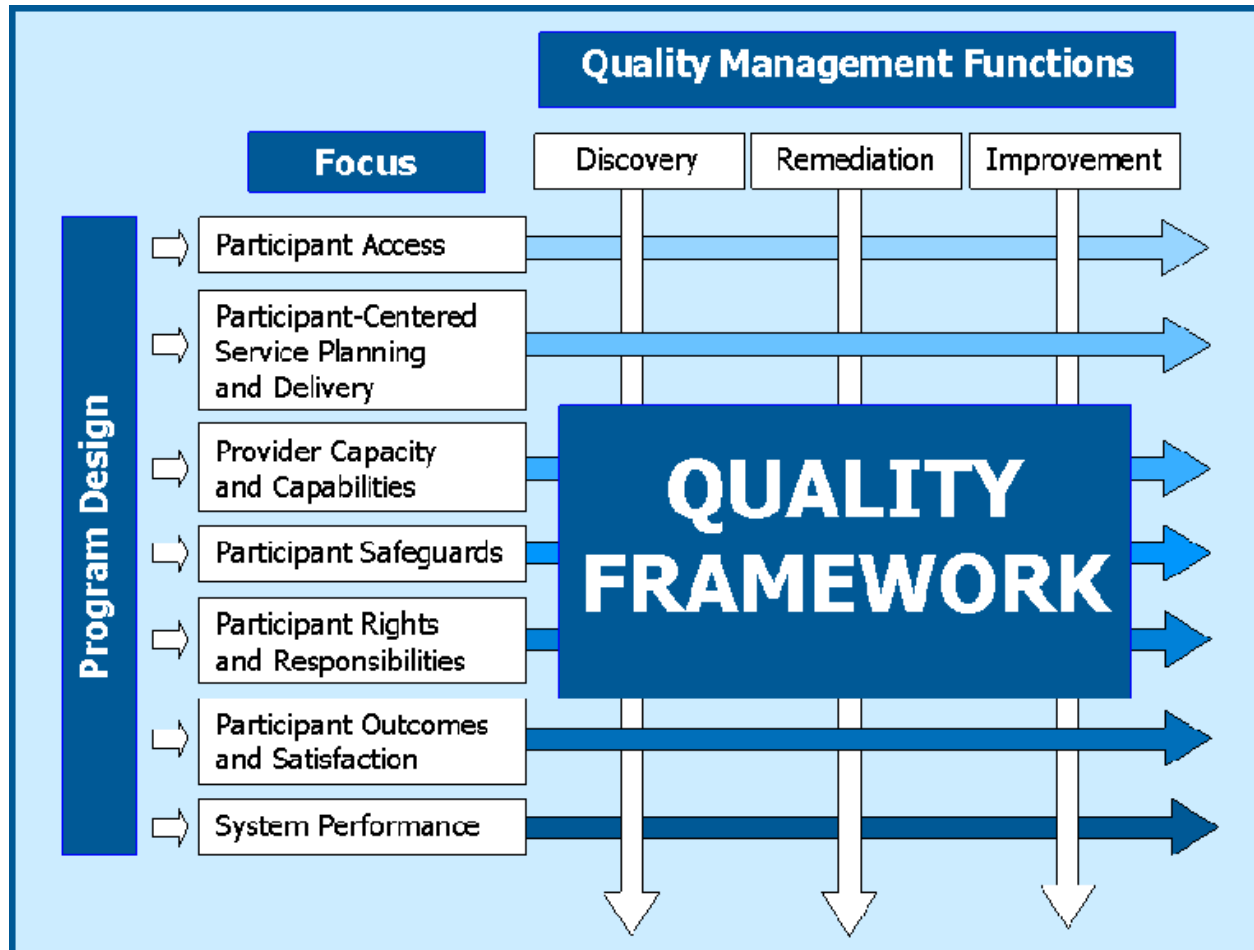 Quality Management Functions
Focus
Discovery
Remediation
Improvement
Program Design
Participant Access
Participant-Centered
Service Planning
and Delivery
Provider Capacity
and Capabilities
Participant Safeguards
Participant Rights
and Responsibilities
Participant Outcomes
and Satisfaction
System Performance
QUALITY
FRAMEWORK